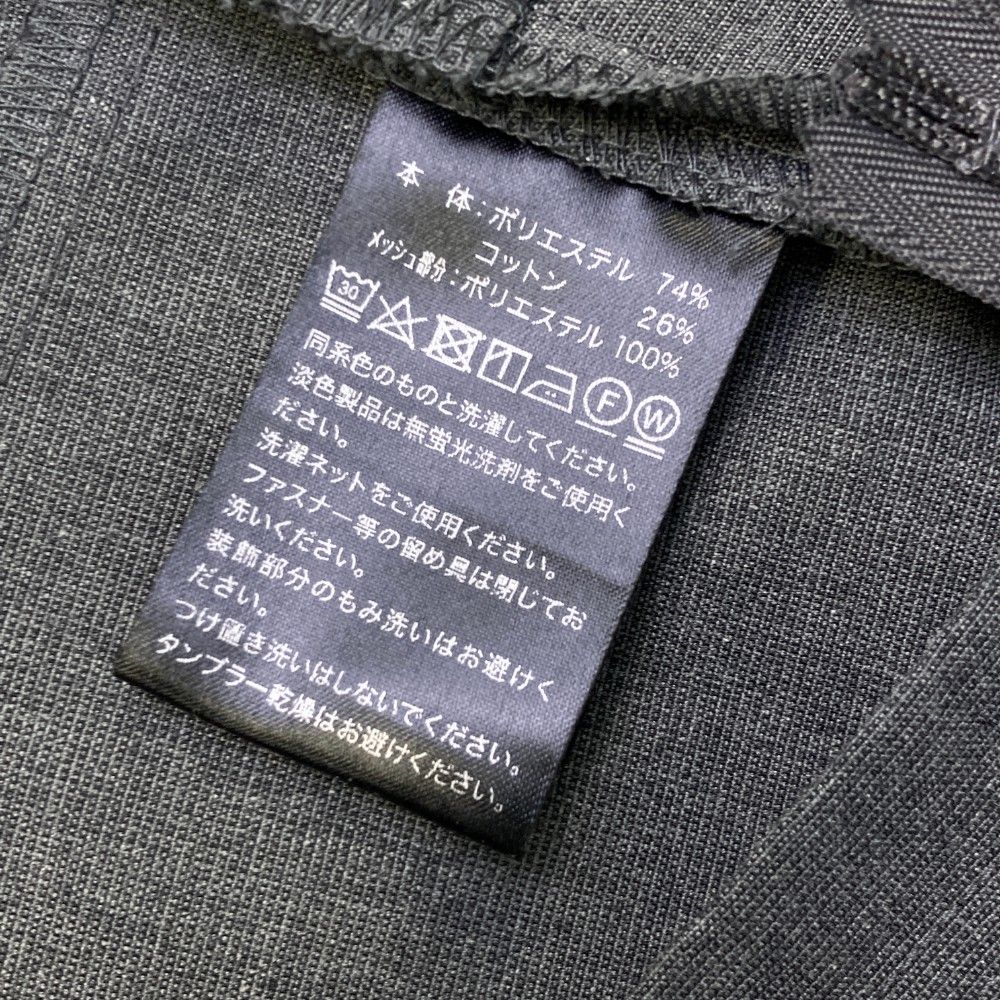 本 体:ポリエステル 74%
コットン 26%
メッシュ部分:ポリエステル 100%
30 F W
同系色のものと洗濯してください。
淡色製品は無蛍光洗剤をご使用く
ださい。
洗濯ネットをご使用ください。
ファスナー等の留め具は閉じてお
洗いください。
装飾部分のもみ洗いはお避けく
ださい。
つけ置き洗いはしないでください。
タンブラー乾燥はお避けください。